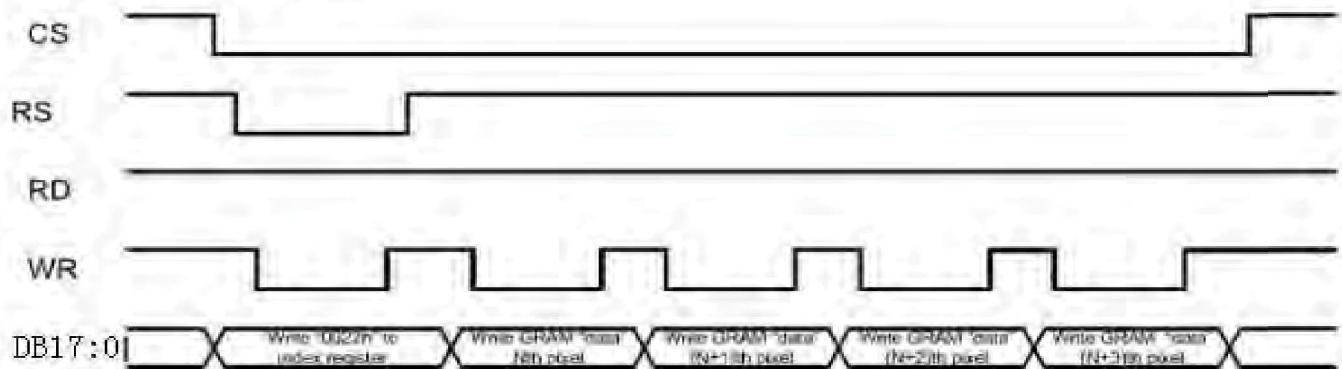 CS
RS
RD
WR
DB17:0
Write "0022h" to
index register
Write GRAM "data"
Nth pixel
Write GRAM "data"
(N+1)th pixel
Write GRAM "data"
(N+2)th pixel
Write GRAM "data"
(N+3)th pixel